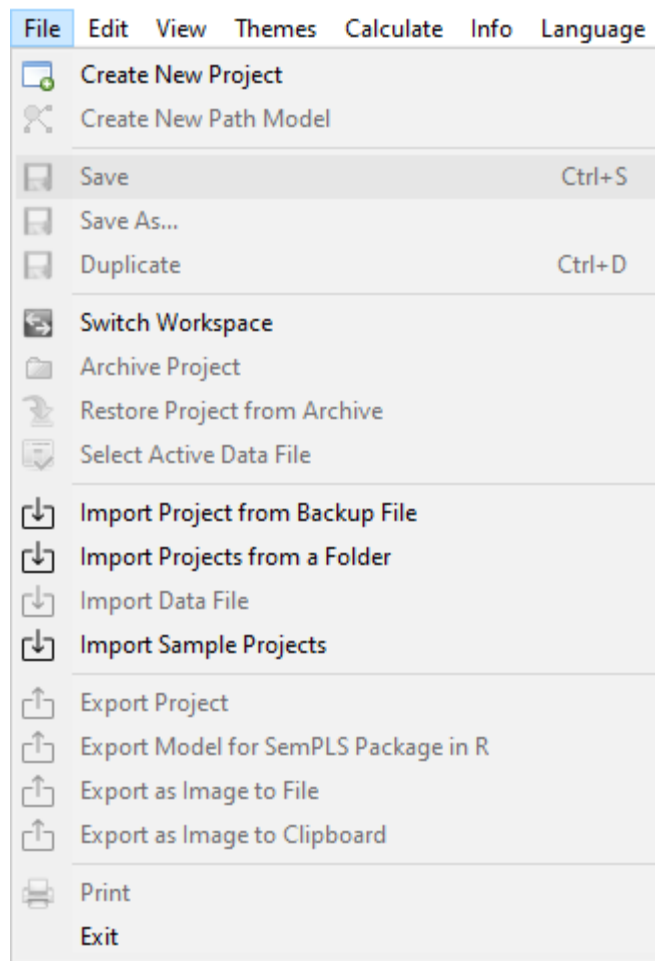 File Edit View Themes Calculate Info Language
Create New Project
Create New Path Model
Save Ctrl+S
Save As...
Duplicate Ctrl+D
Switch Workspace
Archive Project
Restore Project from Archive
Select Active Data File
Import Project from Backup File
Import Projects from a Folder
Import Data File
Import Sample Projects
Export Project
Export Model for SemPLS Package in R
Export as Image to File
Export as Image to Clipboard
Print
Exit